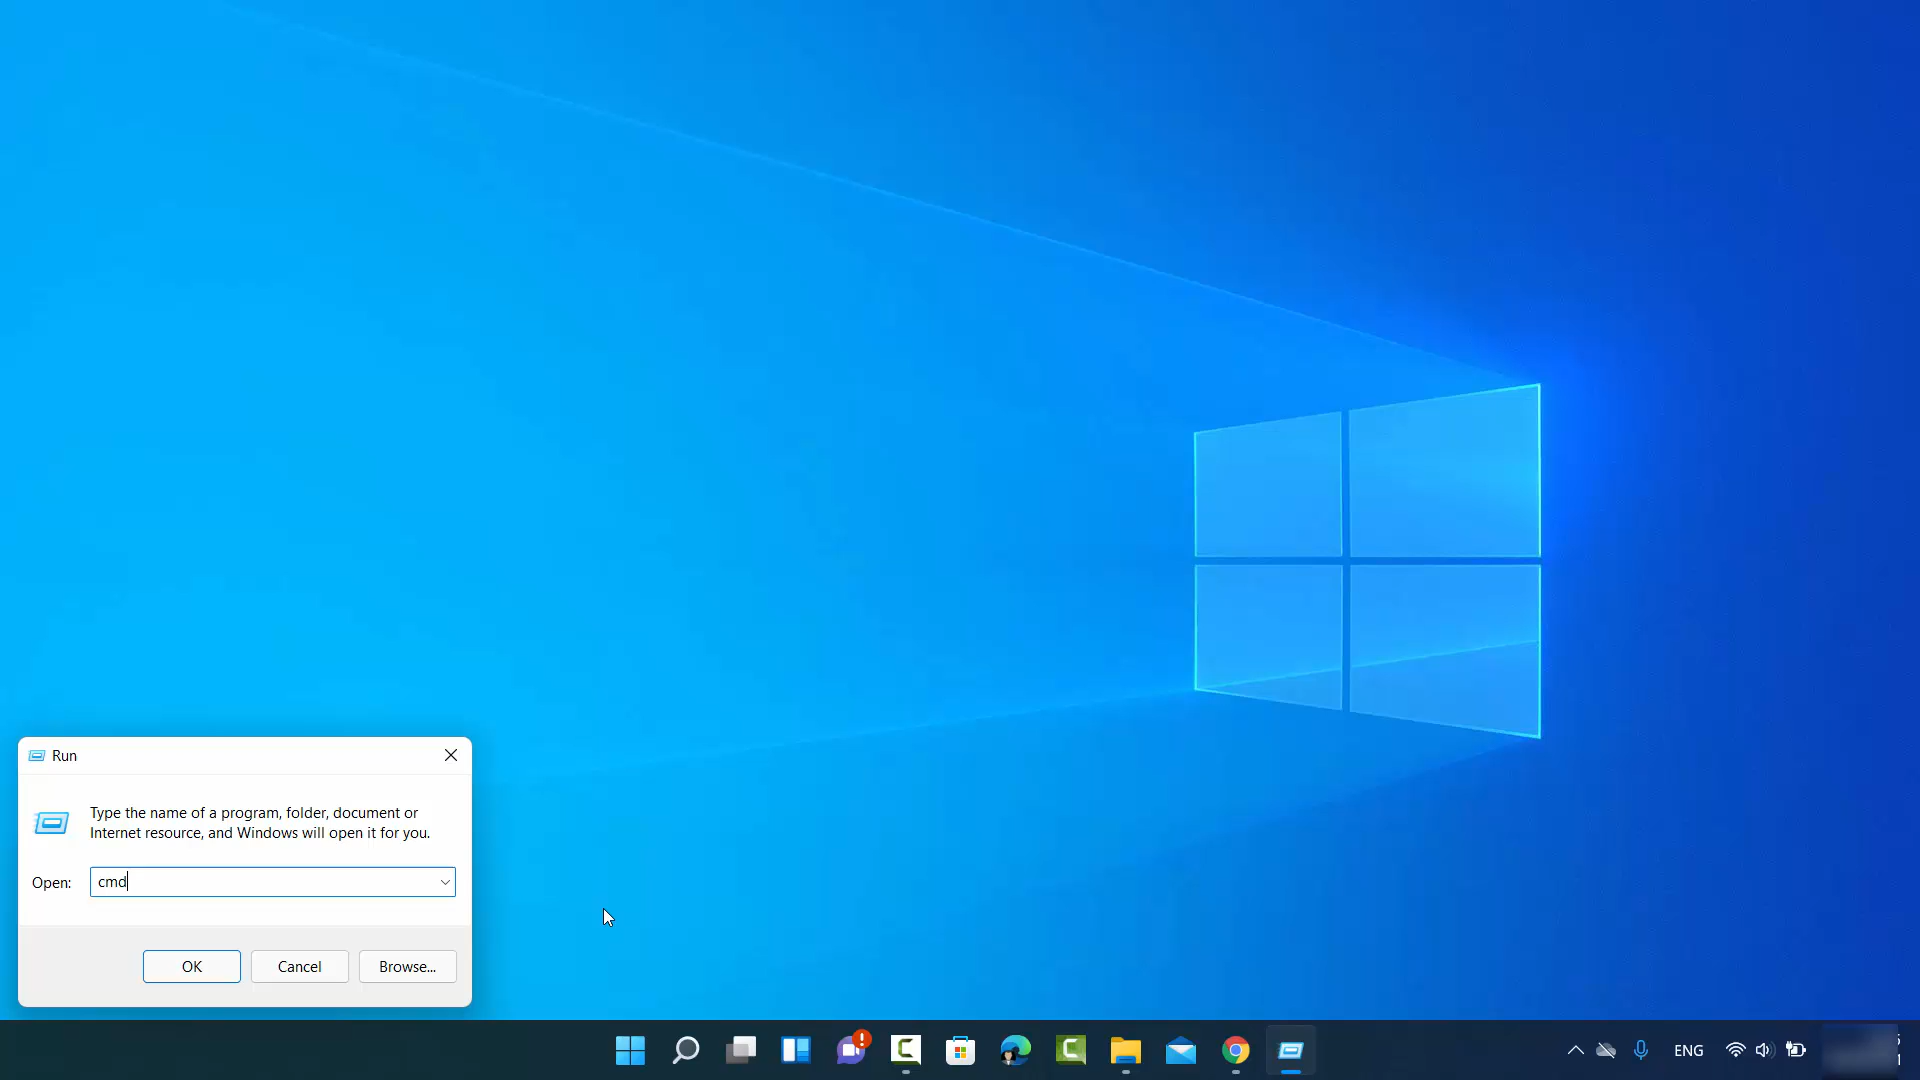 Run
Type the name of a program, folder, document or
Internet resource, and Windows will open it for you.
Open:
cmd
OK
Cancel
Browse...
ENG